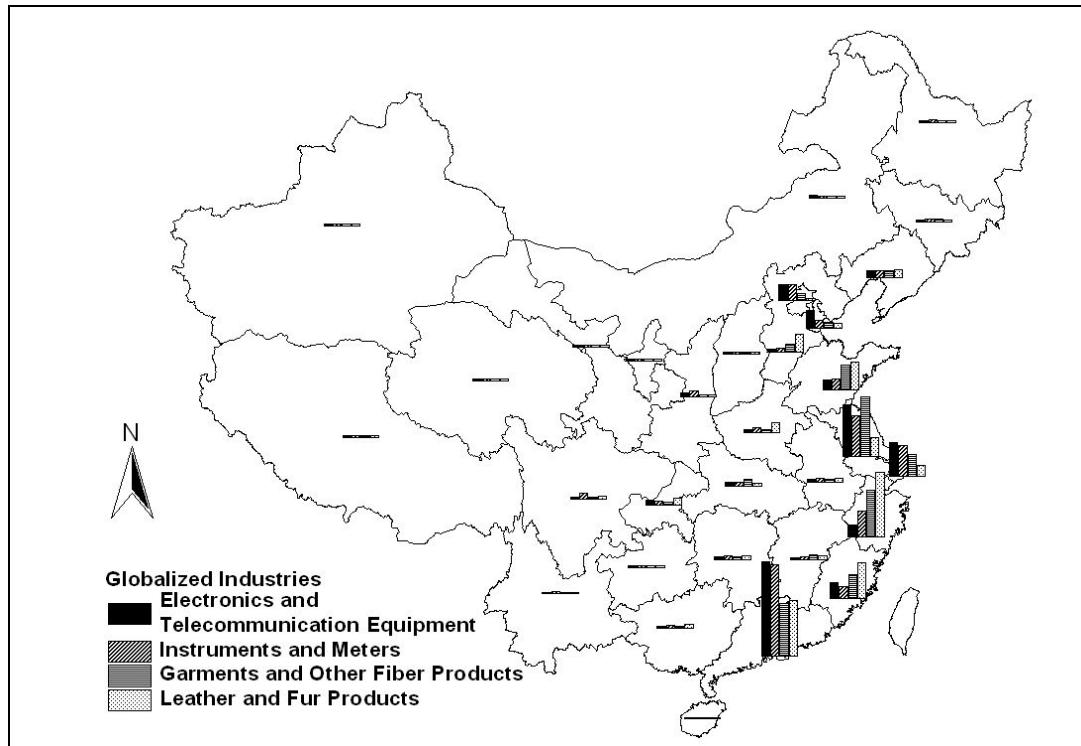 N
Globalized Industries
Electronics and
Telecommunication Equipment
Instruments and Meters
Garments and Other Fiber Products
Leather and Fur Products